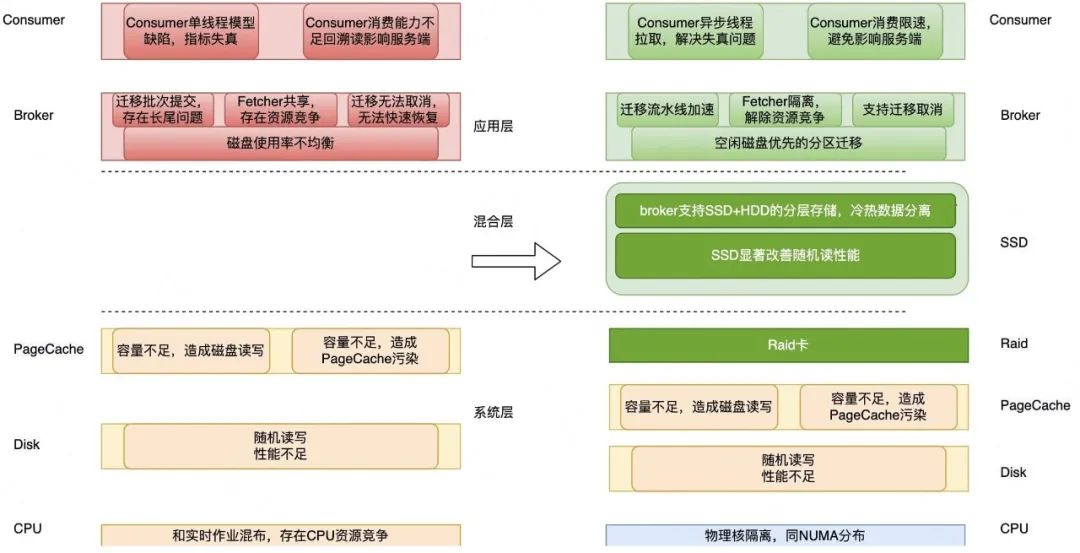 Consumer
Consumer单线程模型
缺陷，指标失真
Consumer消费能力不
足回溯读影响服务端
Consumer异步线程
拉取，解决失真问题
Consumer消费限速，
避免影响服务端
Consumer
Broker
迁移批次提交，
存在长尾问题
Fetcher共享，
存在资源竞争
迁移无法取消，
无法快速恢复
磁盘使用率不均衡
应用层
迁移流水线加速
Fetcher隔离，
解除资源竞争
支持迁移取消
空闲磁盘优先的分区迁移
Broker
混合层
broker支持SSD+HDD的分层存储，冷热数据分离
SSD显著改善随机读性能
SSD
PageCache
容量不足，造成磁盘读写
容量不足，造成
PageCache污染
Raid卡
Raid
系统层
容量不足，造成磁盘读写
容量不足，造成
PageCache污染
PageCache
Disk
随机读写
性能不足
随机读写
性能不足
Disk
CPU
和实时作业混布，存在CPU资源竞争
物理核隔离，同NUMA分布
CPU